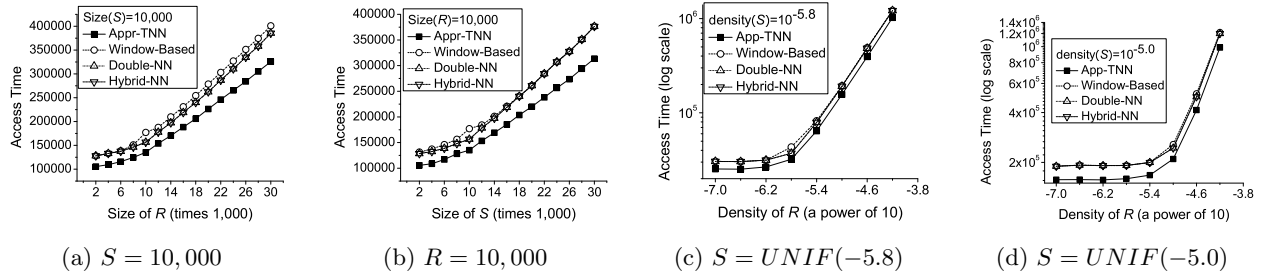 Size(S)=10,000
Appr-TNN
Window-Based
Double-NN
Hybrid-NN
Access Time
400000
350000
300000
250000
200000
150000
100000
2 6 10 14 18 22 26 30
Size of R (times 1,000)
(a) S = 10, 000
Size(R)=10,000
Appr-TNN
Window-Based
Double-NN
Hybrid-NN
Access Time
400000
350000
300000
250000
200000
150000
100000
2 6 10 14 18 22 26 30
Size of S (times 1,000)
(b) R = 10, 000
density(S)=10^-5.8
App-TNN
Window-Based
Double-NN
Hybrid-NN
Access Time (log scale)
10^6
10^5
-7.0 -6.2 -5.4 -4.6 -3.8
Density of R (a power of 10)
(c) S = UNIF(−5.8)
density(S)=10^-5.0
App-TNN
Window-Based
Double-NN
Hybrid-NN
Access Time (log scale)
1.4x10^6
1.2x10^6
6x10^5
2x10^5
-7.0 -6.2 -5.4 -4.6 -3.8
Density of R (a power of 10)
(d) S = UNIF(−5.0)